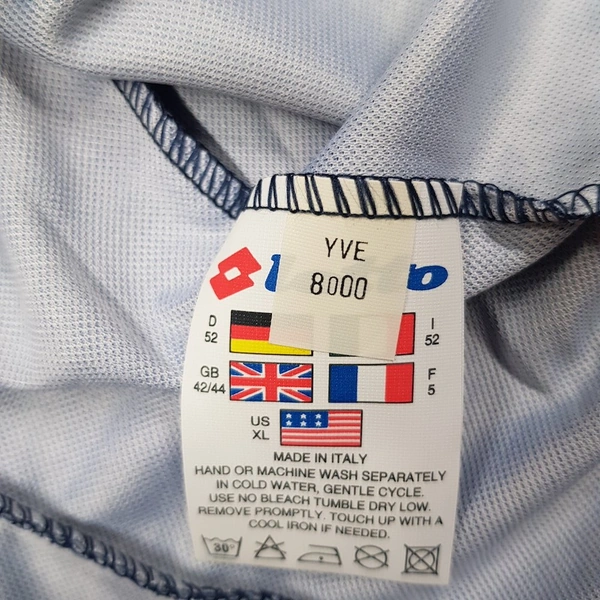 YVE
8000
D
52
I
52
GB
42/44
F
5
US
XL
MADE IN ITALY
HAND OR MACHINE WASH SEPARATELY
IN COLD WATER, GENTLE CYCLE.
USE NO BLEACH TUMBLE DRY LOW.
REMOVE PROMPTLY. TOUCH UP WITH A
COOL IRON IF NEEDED.
30°